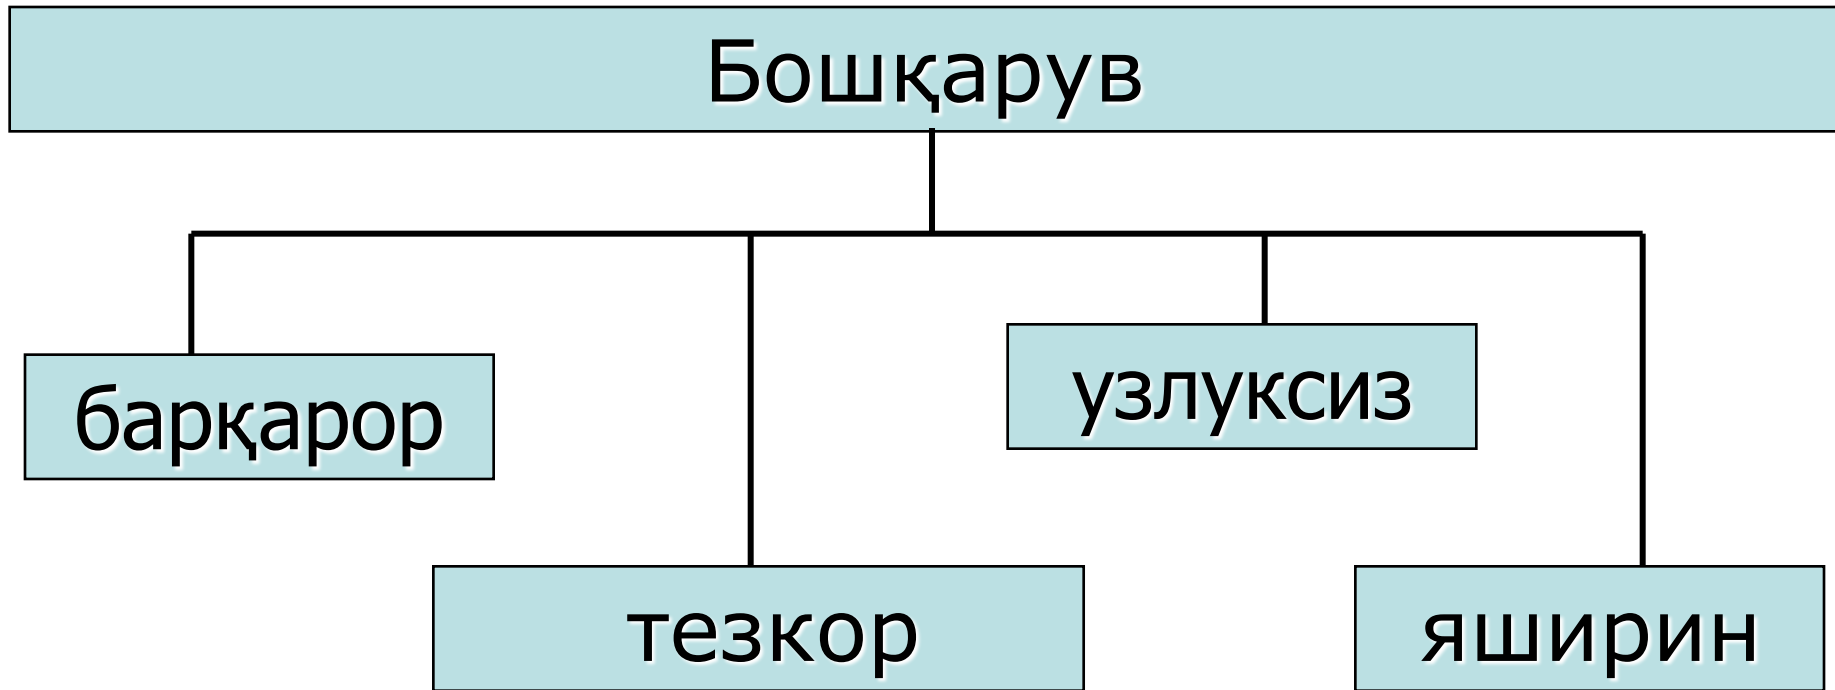 Бошқарув
барқарор
узлуксиз
тезкор
яширин